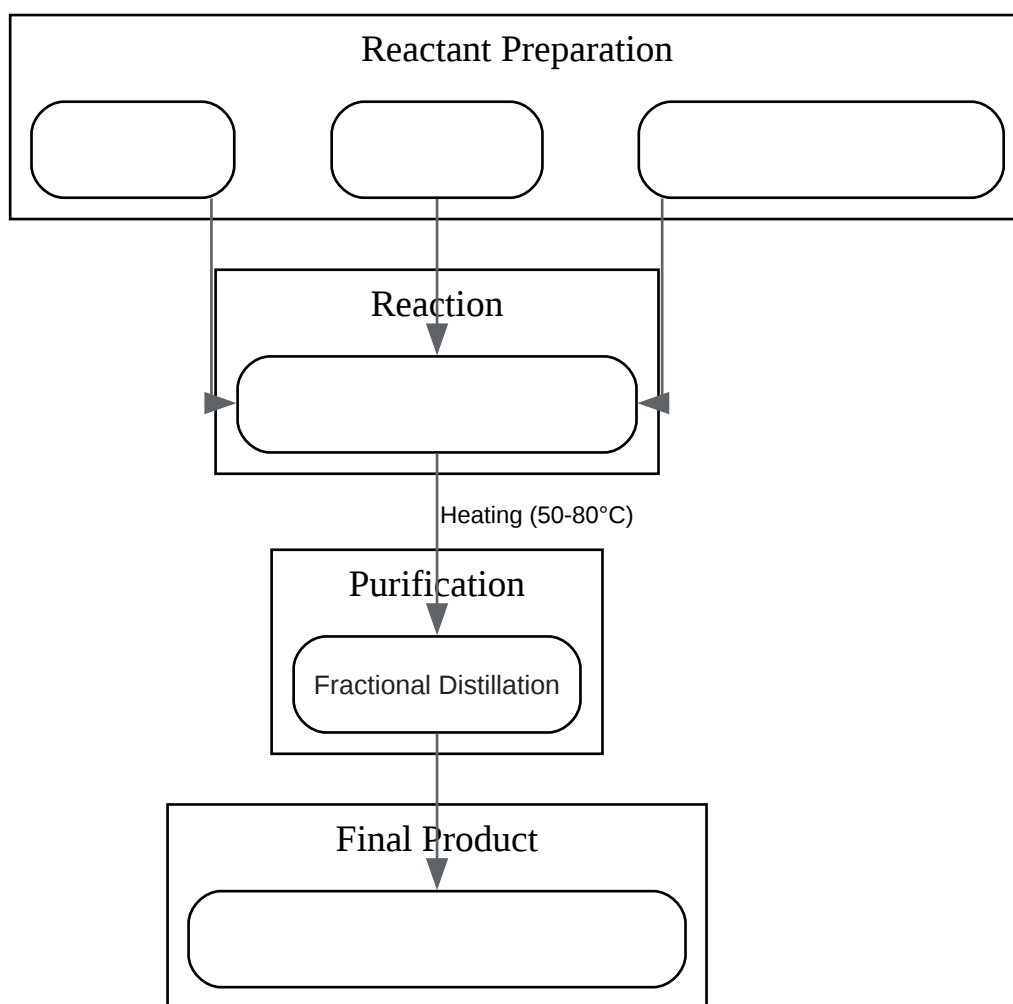 Reactant Preparation
Reaction
Heating (50-80°C)
Purification
Fractional Distillation
Final Product